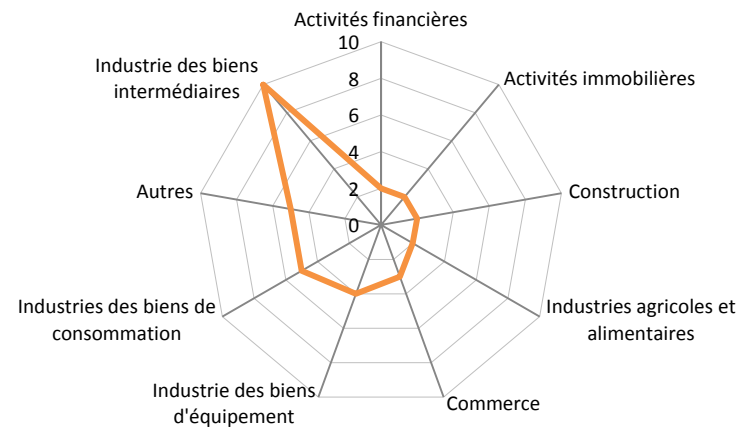 Activités financières
10
8
6
4
2
0
Activités immobilières
Construction
Industries agricoles et
alimentaires
Commerce
Industrie des biens
d'équipement
Industries des biens de
consommation
Autres
Industrie des biens
intermédiaires